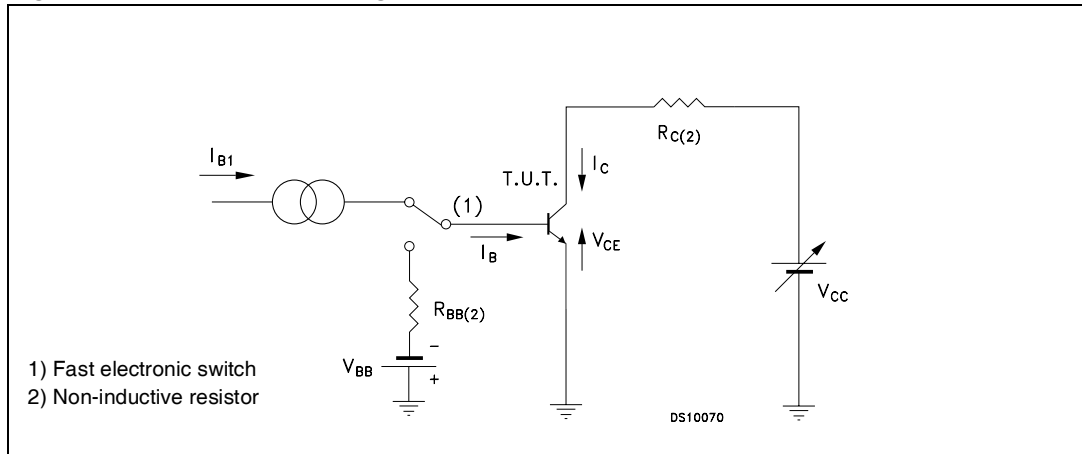 I_B1
(1)
I_B
T.U.T.
I_C
V_CE
R_C(2)
V_CC
R_BB(2)
V_BB
−
+
1) Fast electronic switch
2) Non-inductive resistor
DS10070